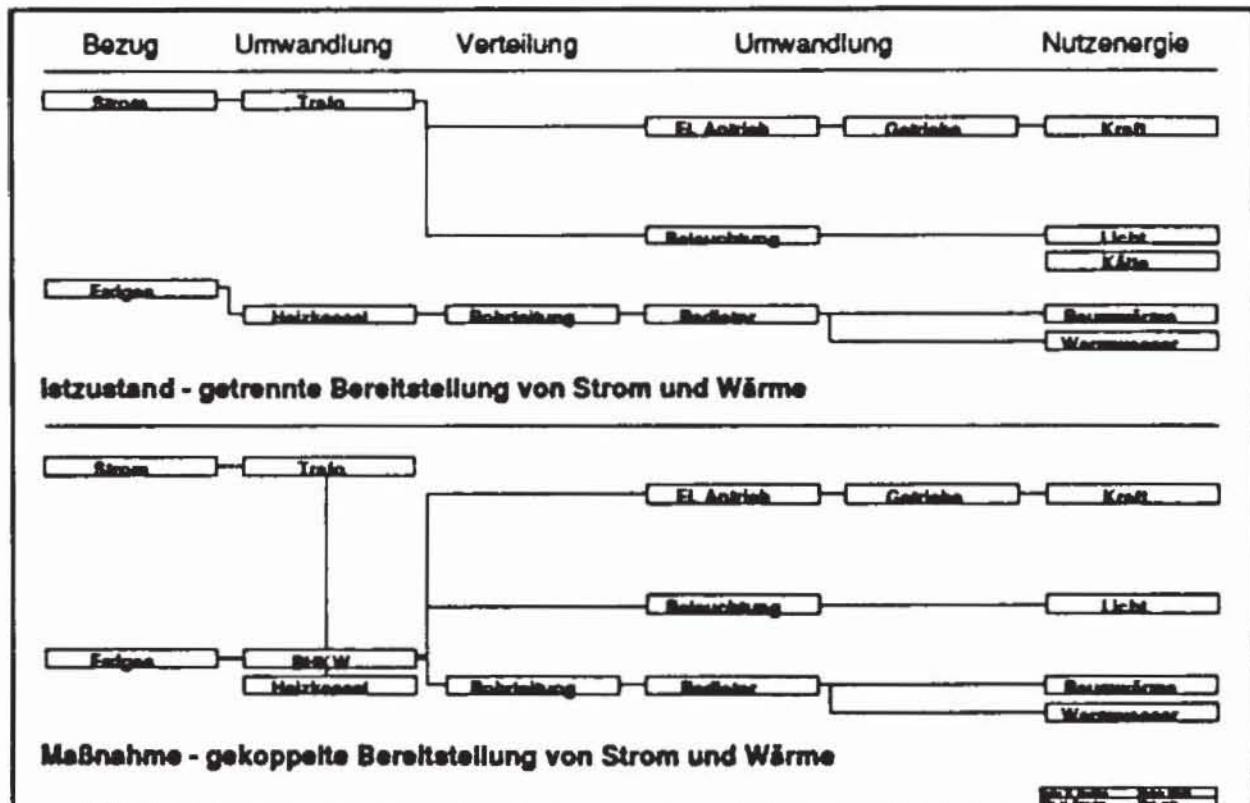 Bezug Umwandlung Verteilung Umwandlung Nutzenergie
Strom Trafo
El. Antrieb Getriebe Kraft
Beleuchtung Licht
Kälte
Erdgas
Heizkessel Rohrleitung Radiator Raumwärme
Warmwasser
Istzustand - getrennte Bereitstellung von Strom und Wärme
Strom Trafo
El. Antrieb Getriebe Kraft
Beleuchtung Licht
Erdgas BHKW
Heizkessel Rohrleitung Radiator Raumwärme
Warmwasser
Maßnahme - gekoppelte Bereitstellung von Strom und Wärme